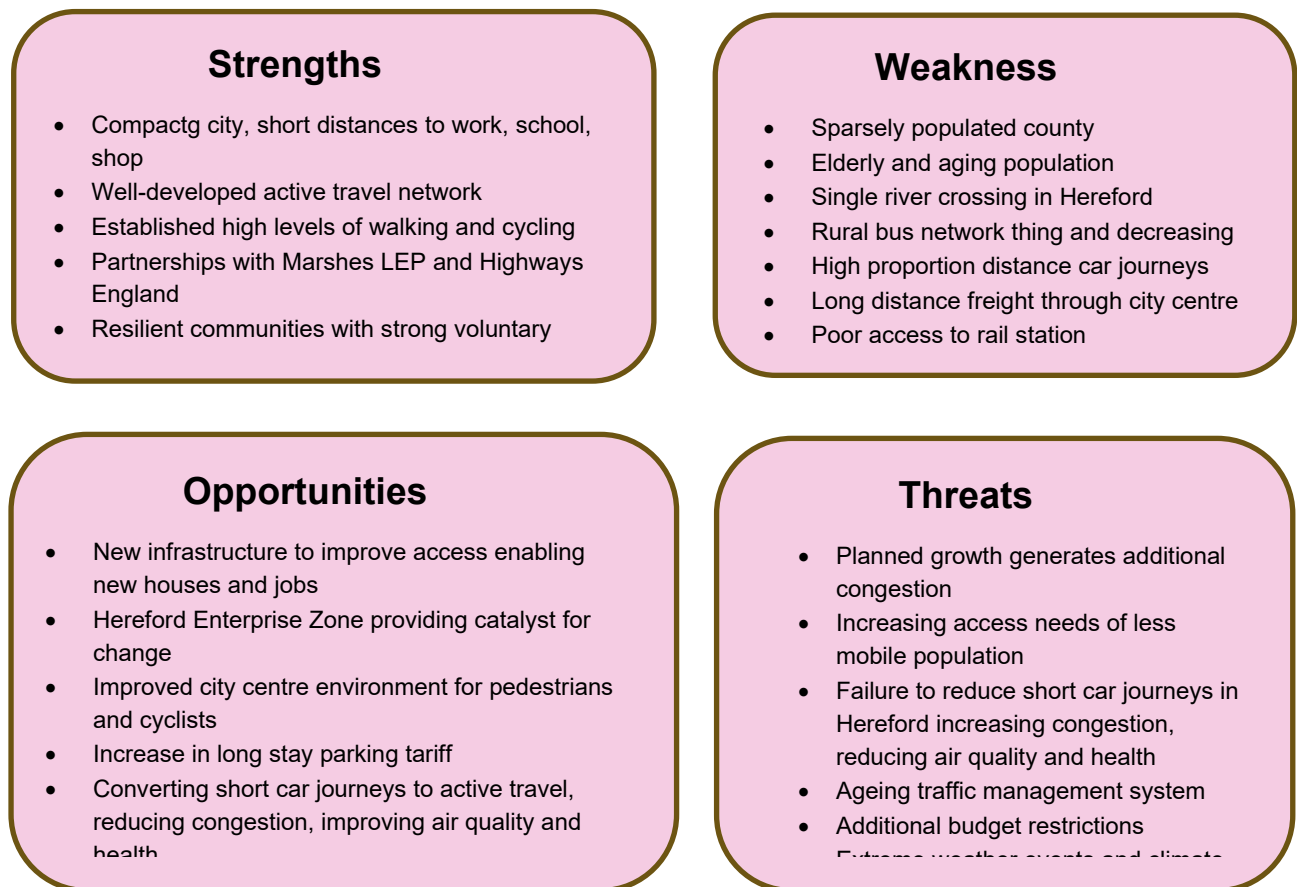 Strengths
• Compactg city, short distances to work, school,
shop
• Well-developed active travel network
• Established high levels of walking and cycling
• Partnerships with Marshes LEP and Highways
England
• Resilient communities with strong voluntary
Weakness
• Sparsely populated county
• Elderly and aging population
• Single river crossing in Hereford
• Rural bus network thing and decreasing
• High proportion distance car journeys
• Long distance freight through city centre
• Poor access to rail station
Opportunities
• New infrastructure to improve access enabling
new houses and jobs
• Hereford Enterprise Zone providing catalyst for
change
• Improved city centre environment for pedestrians
and cyclists
• Increase in long stay parking tariff
• Converting short car journeys to active travel,
reducing congestion, improving air quality and
health
Threats
• Planned growth generates additional
congestion
• Increasing access needs of less
mobile population
• Failure to reduce short car journeys in
Hereford increasing congestion,
reducing air quality and health
• Ageing traffic management system
• Additional budget restrictions
• Extreme weather events and climate